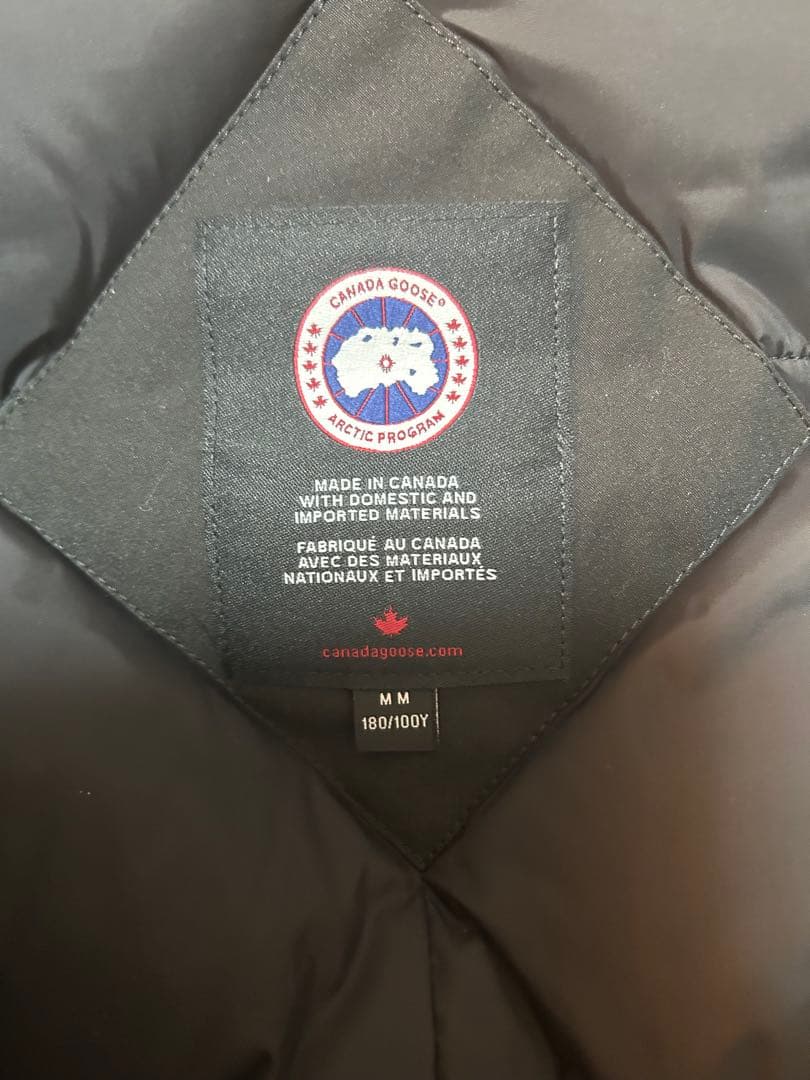 CANADA GOOSE®
ARCTIC PROGRAM
MADE IN CANADA
WITH DOMESTIC AND
IMPORTED MATERIALS
FABRIQUÉ AU CANADA
AVEC DES MATERIAUX
NATIONAUX ET IMPORTÉS
canadagoose.com
M M
180/100Y